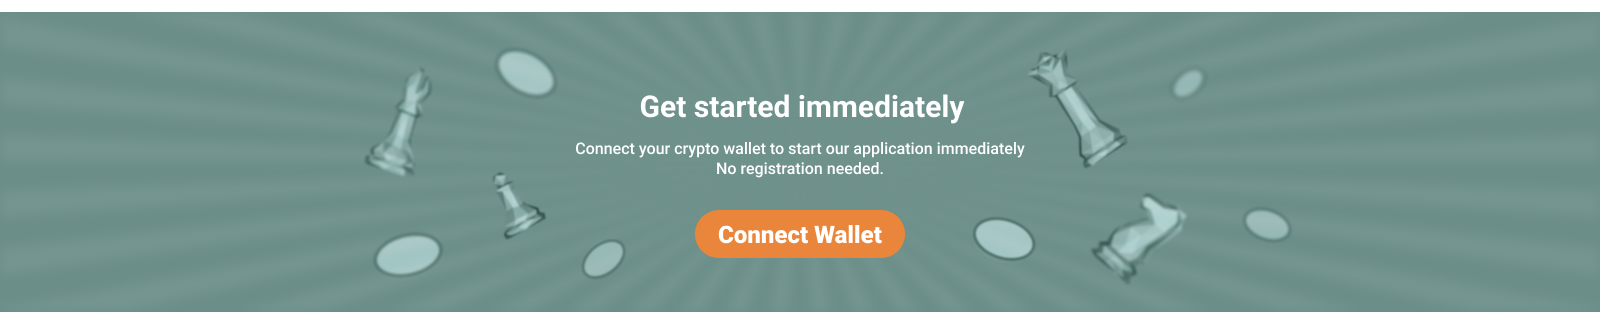 Get started immediately
Connect your crypto wallet to start our application immediately
No registration needed.
Connect Wallet